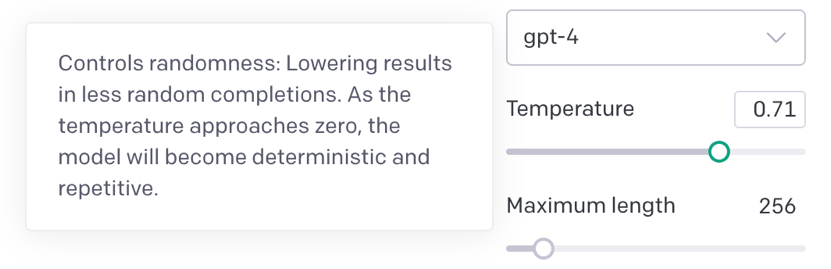 Controls randomness: Lowering results
in less random completions. As the
temperature approaches zero, the
model will become deterministic and
repetitive.
gpt-4
Temperature 0.71
Maximum length 256